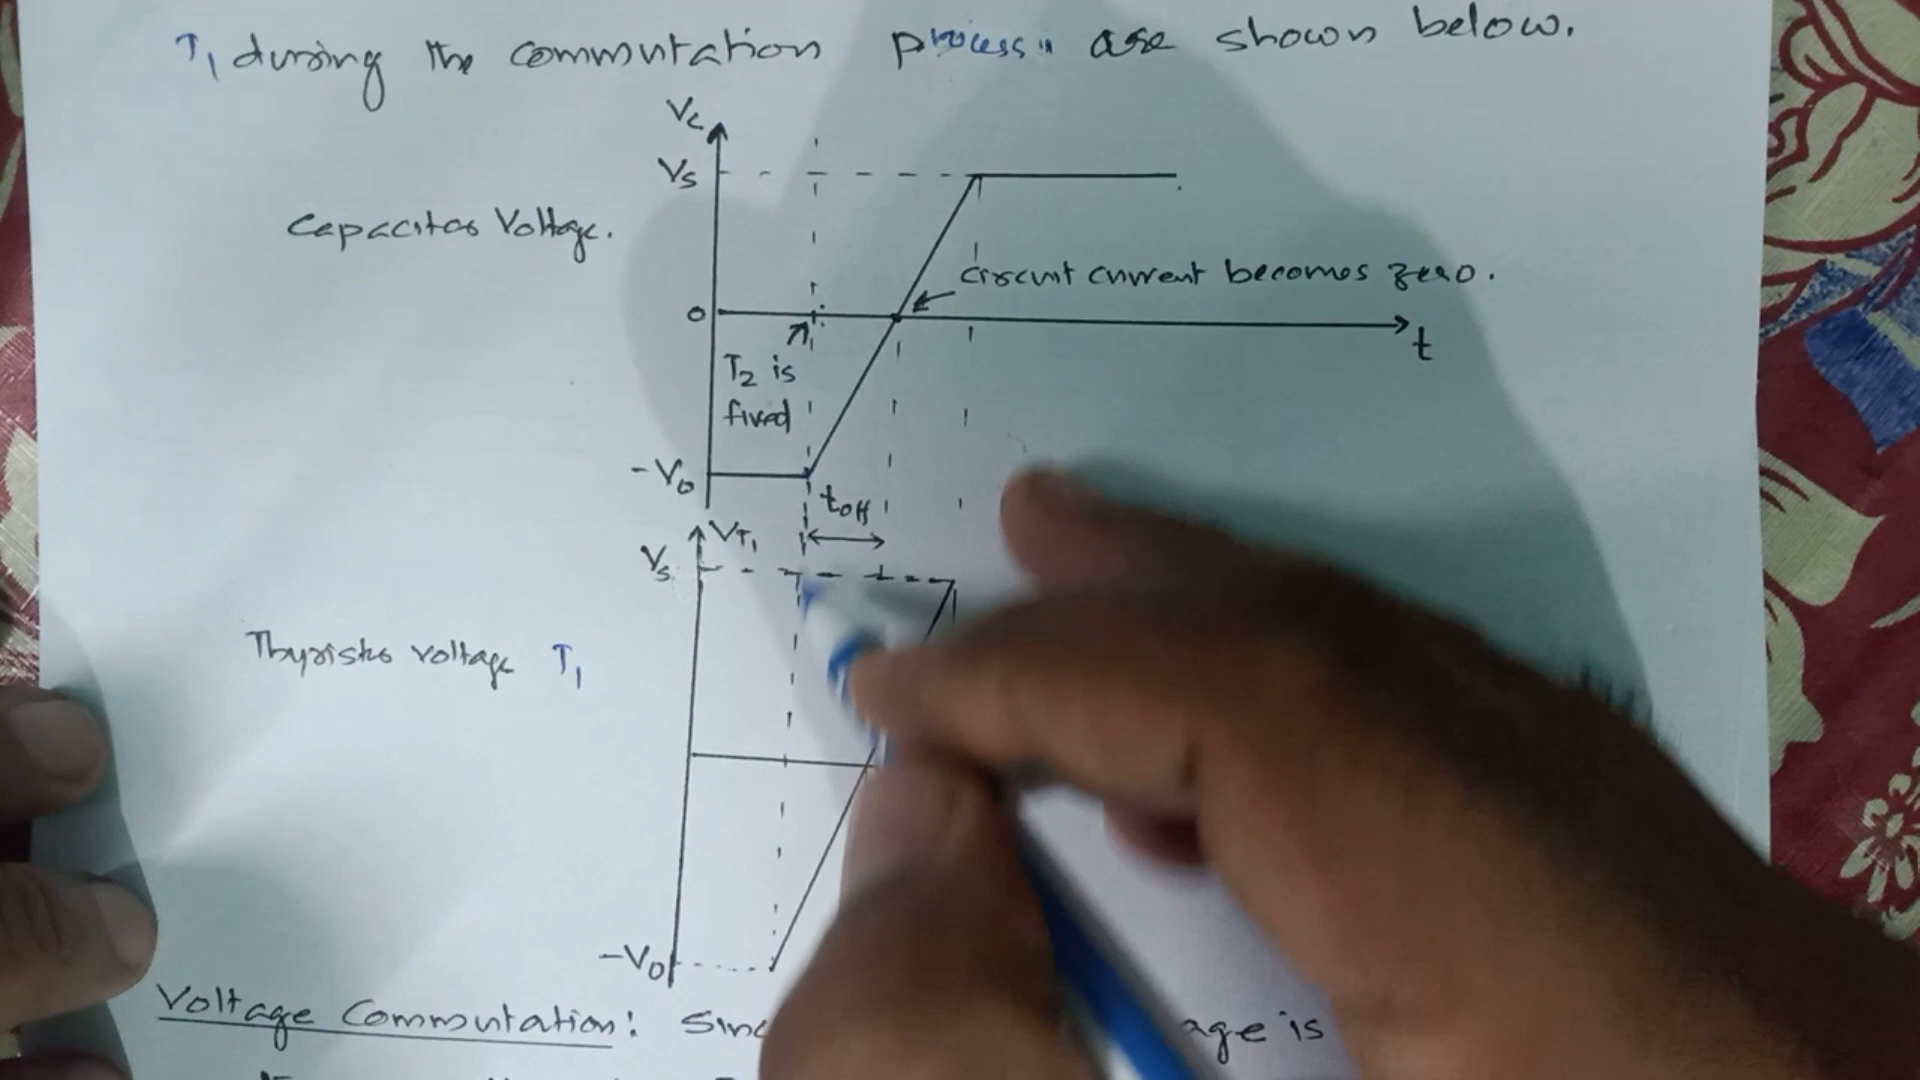 T1 during the commutation process. are shown below.
Vc
Vs
Capacitor Voltage.
circuit current becomes zero.
0
t
T2 is
fired
-V0
toff
VT1
Vs
Thyristor voltage T1
-V0
Voltage Commutation: Sinc age is